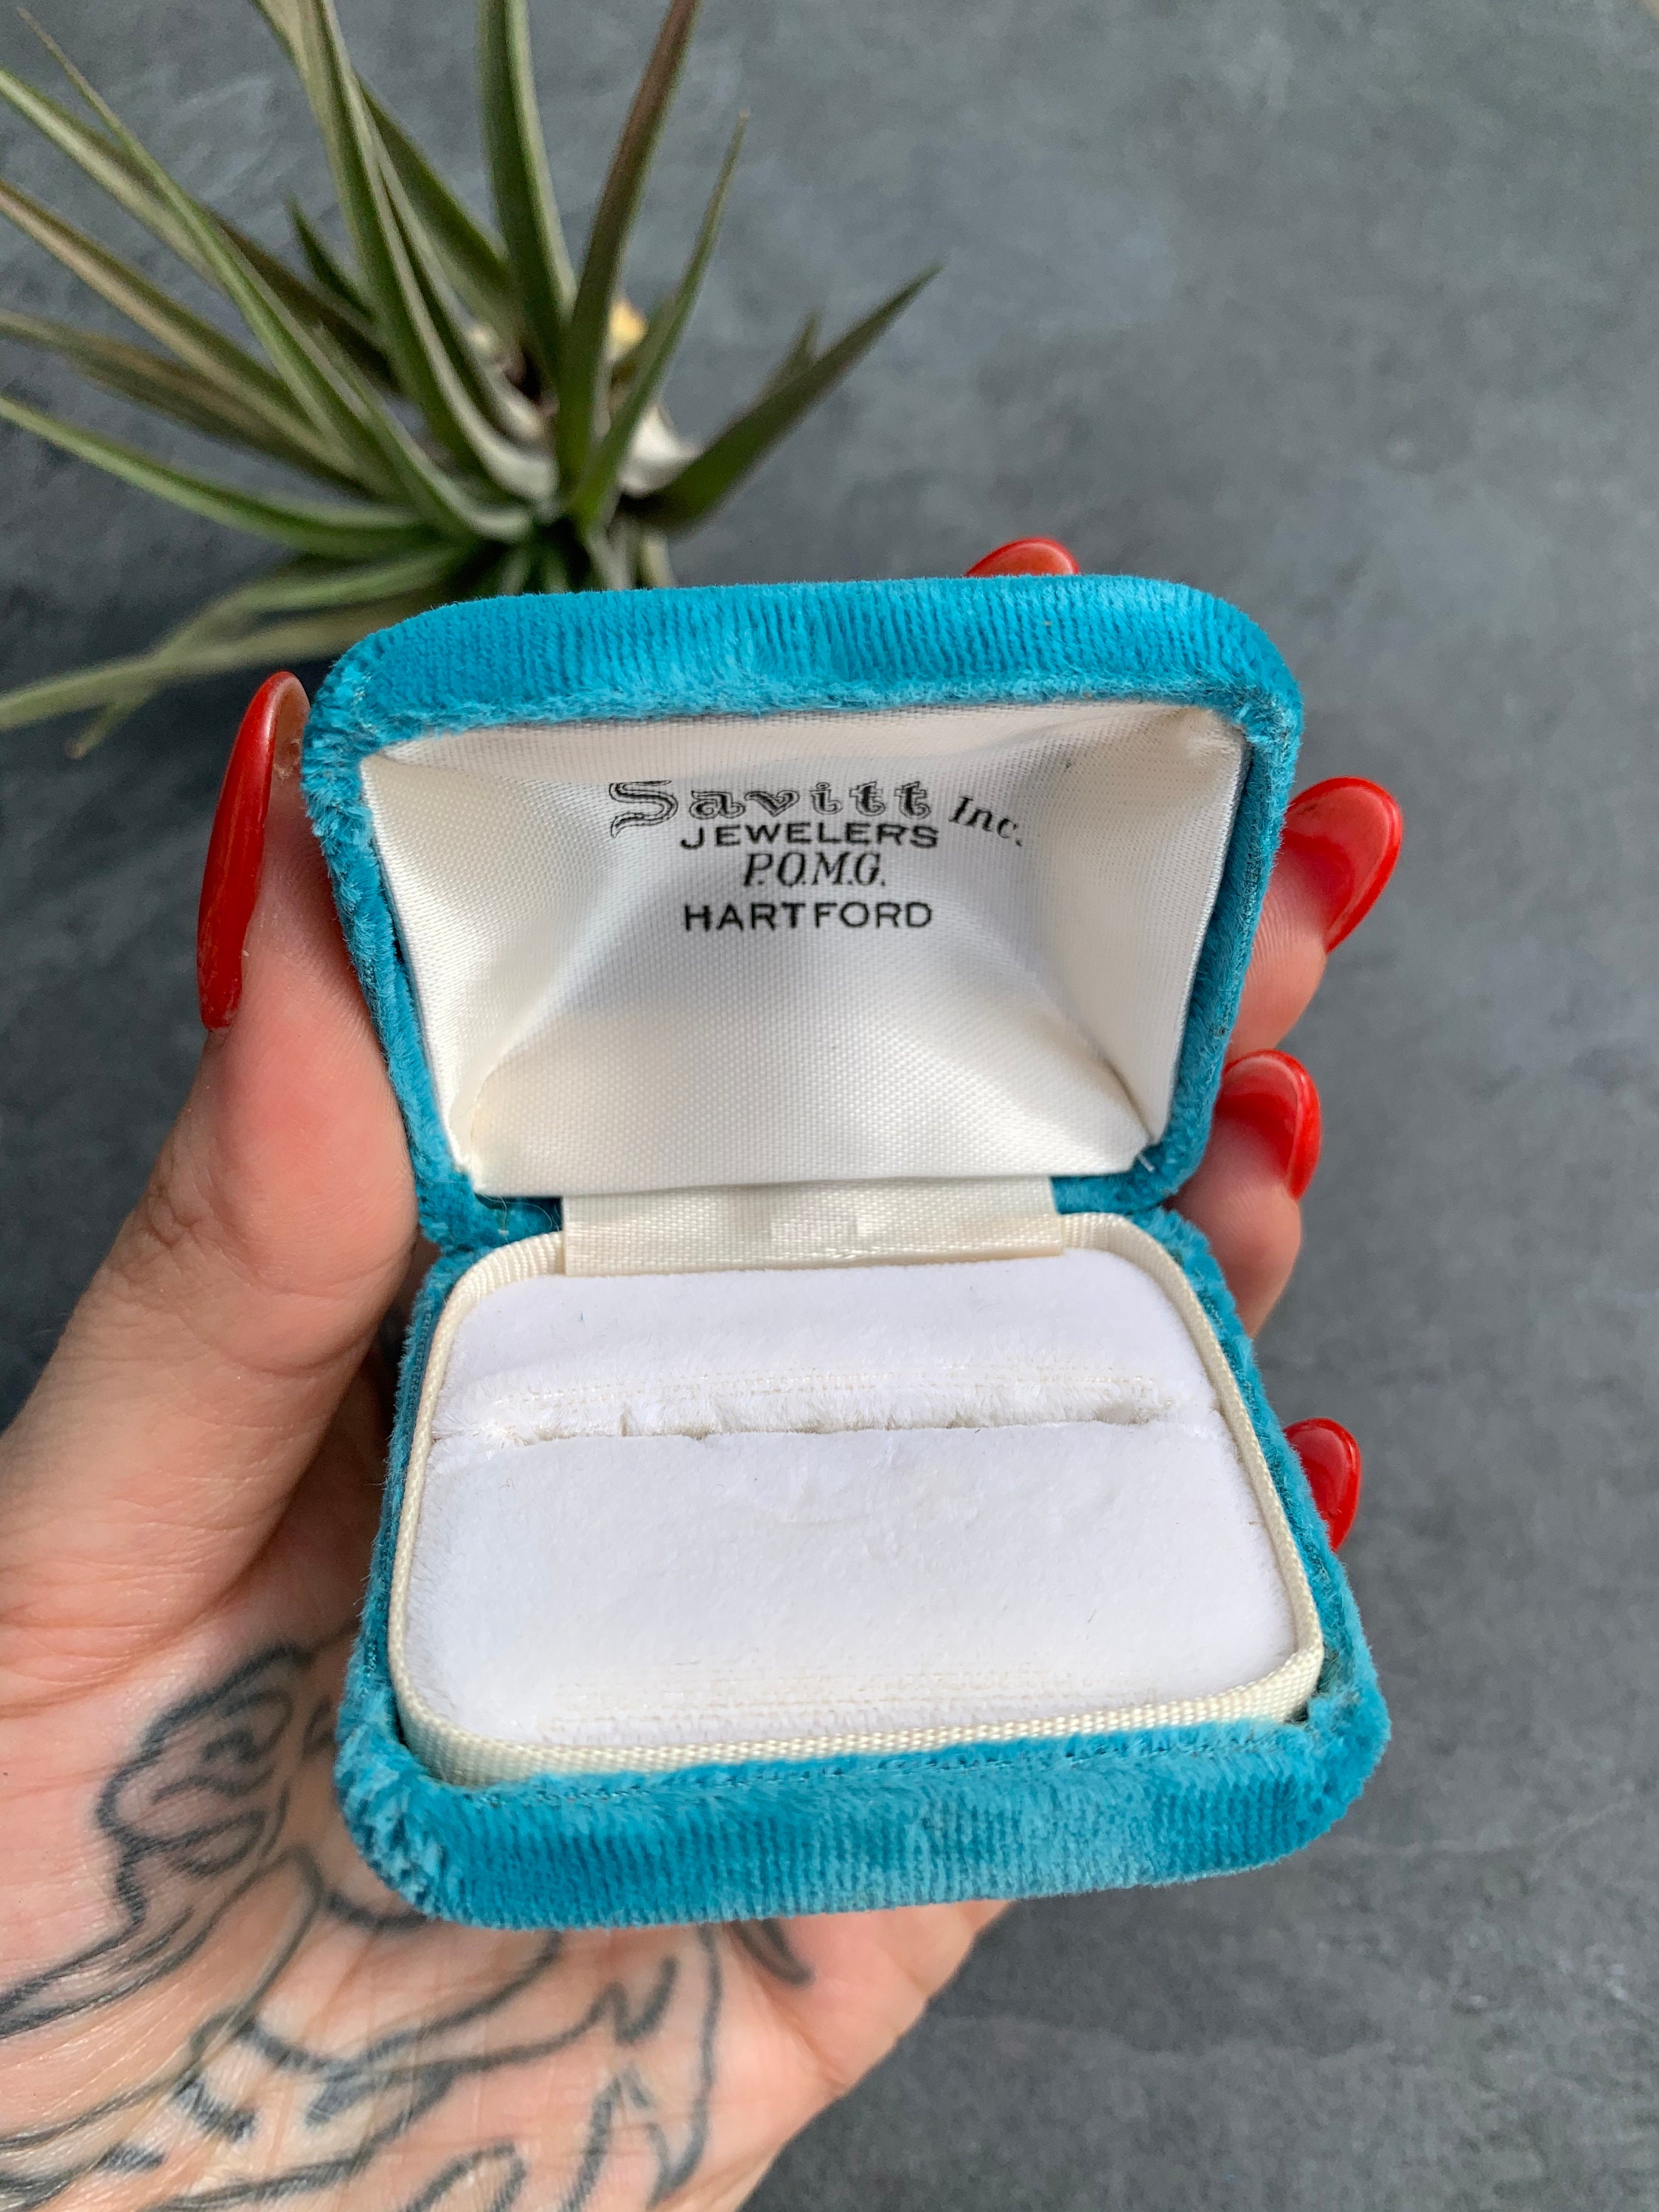 Savitt Inc.
JEWELERS
P.O.M.G.
HARTFORD